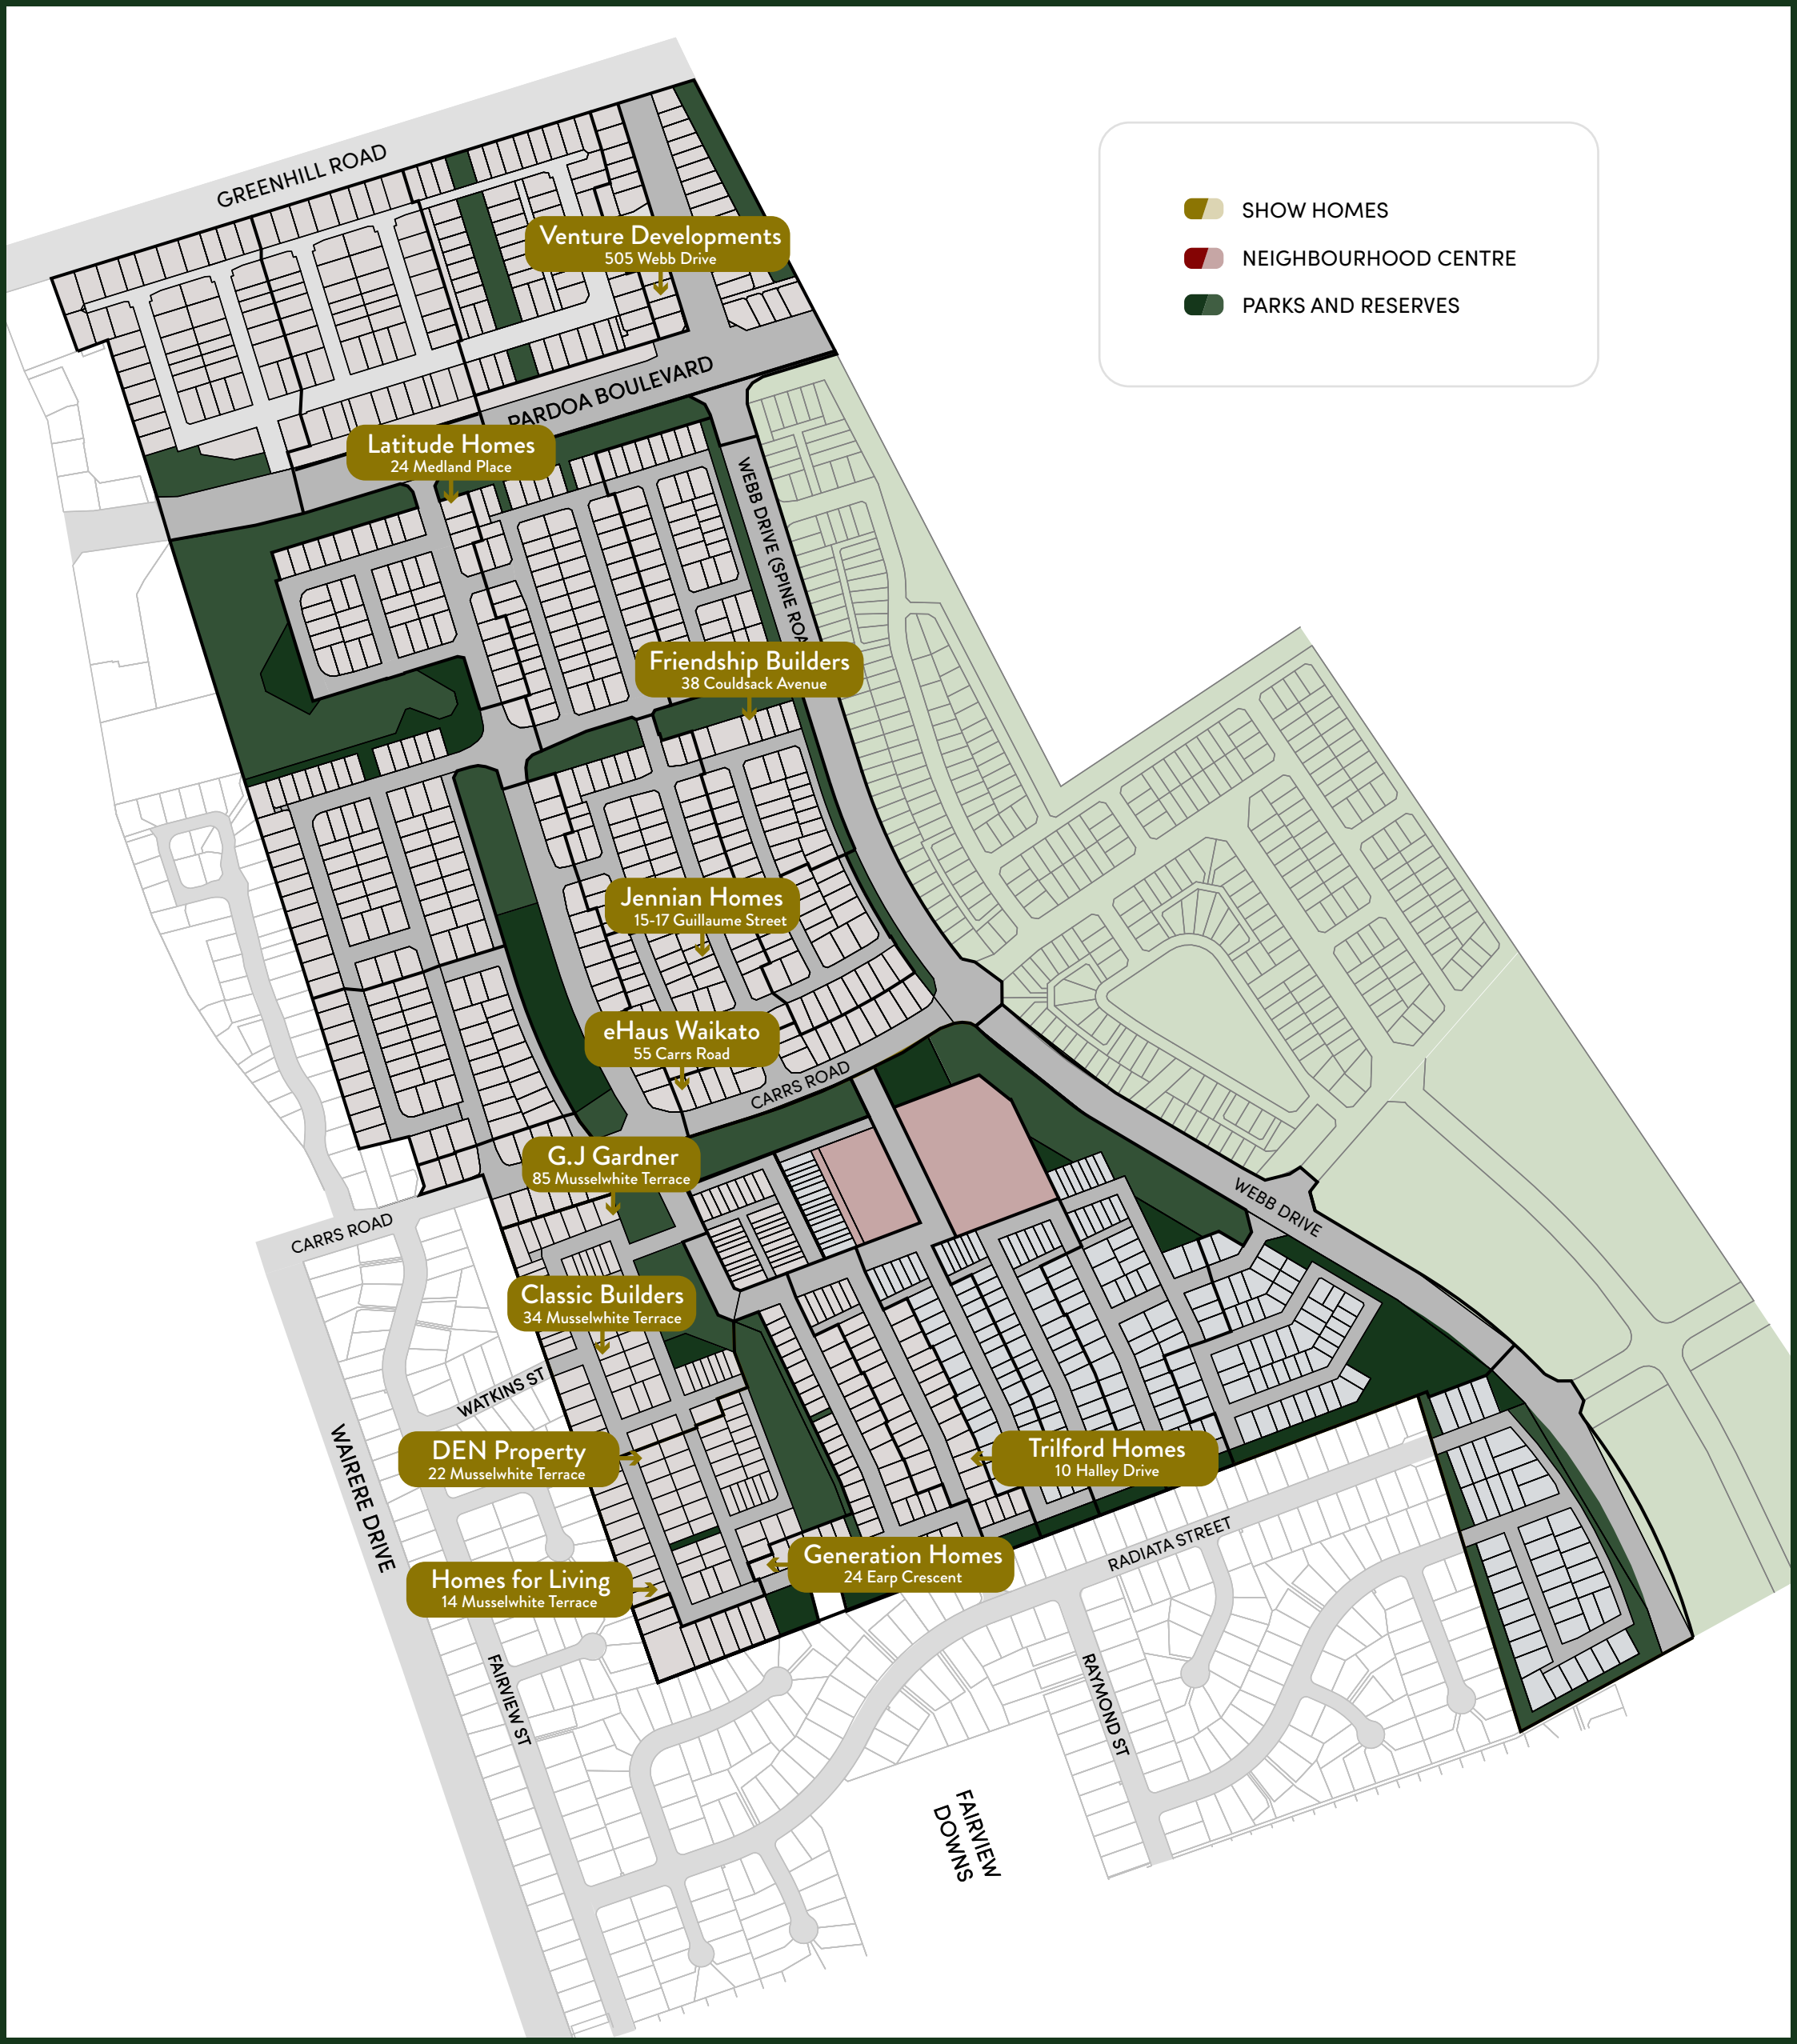 GREENHILL ROAD
SHOW HOMES
NEIGHBOURHOOD CENTRE
PARKS AND RESERVES
Venture Developments
505 Webb Drive
PARDOA BOULEVARD
Latitude Homes
24 Medland Place
WEBB DRIVE (SPINE ROA
Friendship Builders
38 Couldsack Avenue
Jennian Homes
15-17 Guillaume Street
eHaus Waikato
55 Carrs Road
CARRS ROAD
G.J Gardner
85 Musselwhite Terrace
WEBB DRIVE
CARRS ROAD
Classic Builders
34 Musselwhite Terrace
WATKINS ST
WAIRERE DRIVE
DEN Property
22 Musselwhite Terrace
Trilford Homes
10 Halley Drive
RADIATA STREET
Generation Homes
24 Earp Crescent
Homes for Living
14 Musselwhite Terrace
FAIRVIEW ST
RAYMOND ST
FAIRVIEW
DOWNS